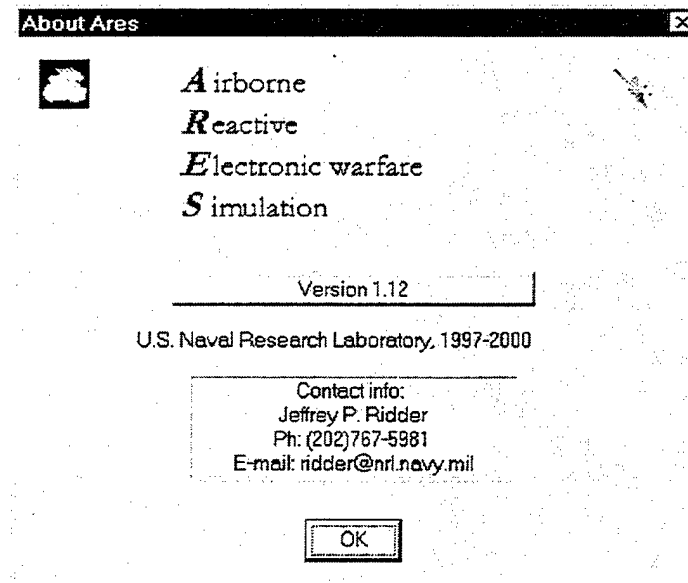 About Ares
Airborne
Reactive
Electronic warfare
Simulation
Version 1.12
U.S. Naval Research Laboratory, 1997-2000
Contact info:
Jeffrey P. Ridder
Ph: (202)767-5981
E-mail: ridder@nrl.navy.mil
OK